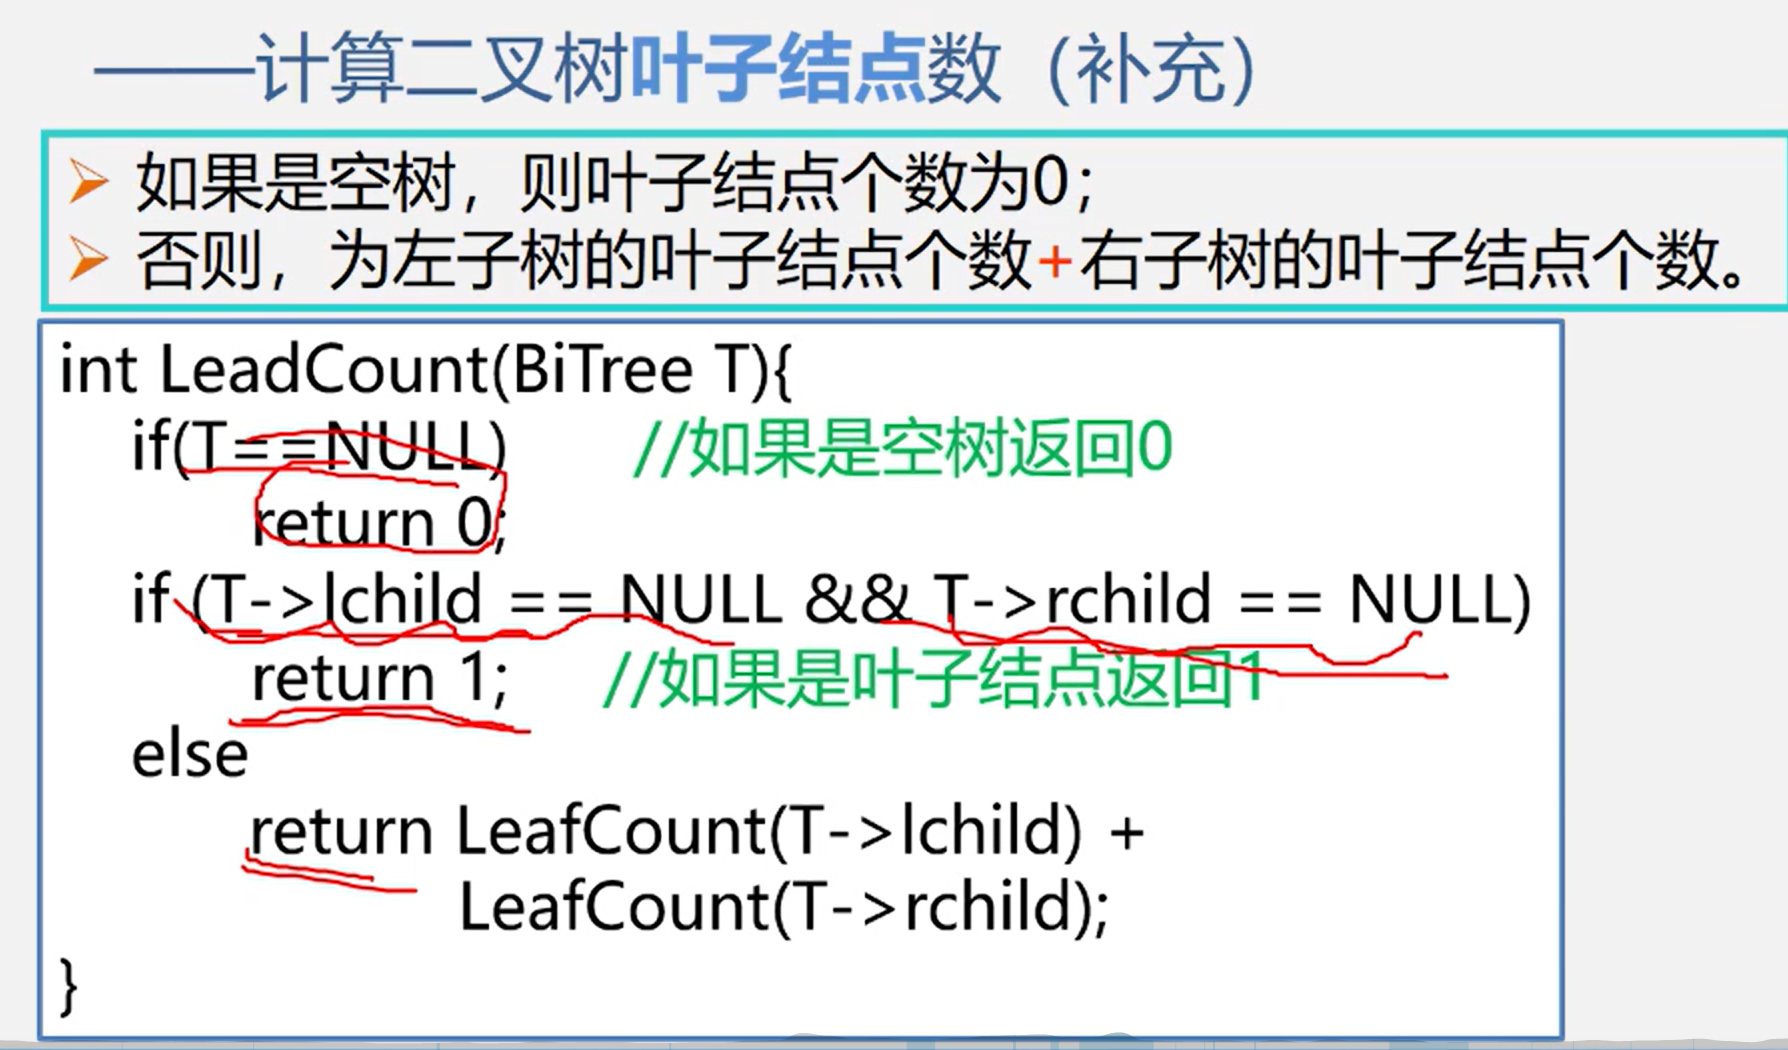 ——计算二叉树叶子结点数（补充）
如果是空树，则叶子结点个数为0；
否则，为左子树的叶子结点个数+右子树的叶子结点个数。
int LeadCount(BiTree T){
if(T==NULL) //如果是空树返回0
return 0;
if (T->lchild == NULL && T->rchild == NULL)
return 1; //如果是叶子结点返回1
else
return LeafCount(T->lchild) +
LeafCount(T->rchild);
}